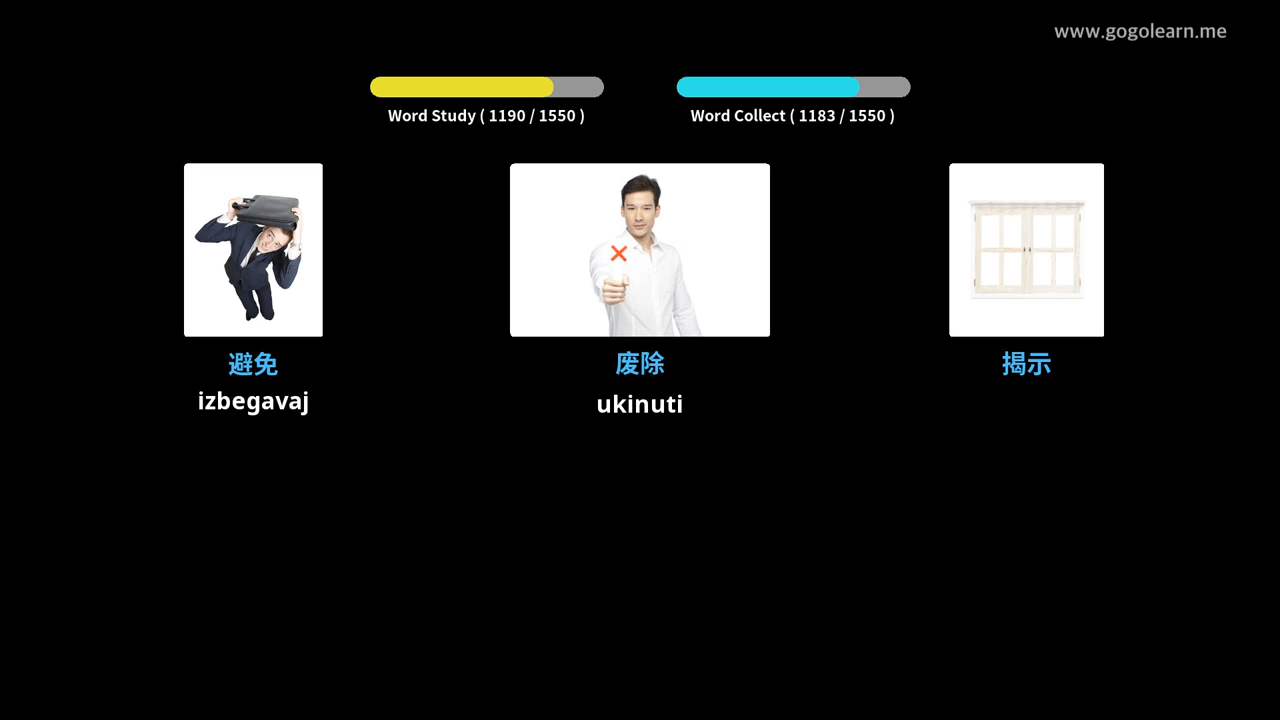 www.gogolearn.me
Word Study ( 1190 / 1550 )
Word Collect ( 1183 / 1550 )
避免
废除
揭示
izbegavaj
ukinuti